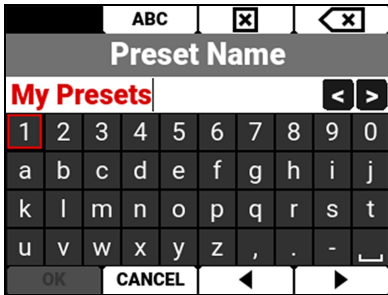 ABC
Preset Name
My Presets < >
1 2 3 4 5 6 7 8 9 0
a b c d e f g h i j
k l m n o p q r s t
u v w x y z , . -
OK CANCEL